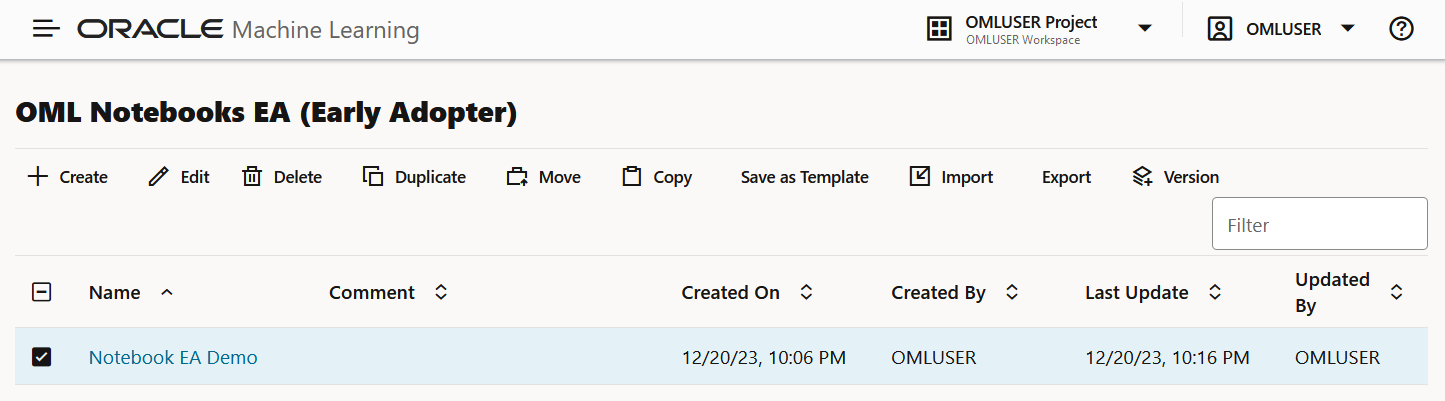 ORACLE Machine Learning
OMLUSER Project
OMLUSER Workspace
OMLUSER
OML Notebooks EA (Early Adopter)
Create Edit Delete Duplicate Move Copy Save as Template Import Export Version
Filter
Name Comment Created On Created By Last Update Updated By
Notebook EA Demo 12/20/23, 10:06 PM OMLUSER 12/20/23, 10:16 PM OMLUSER